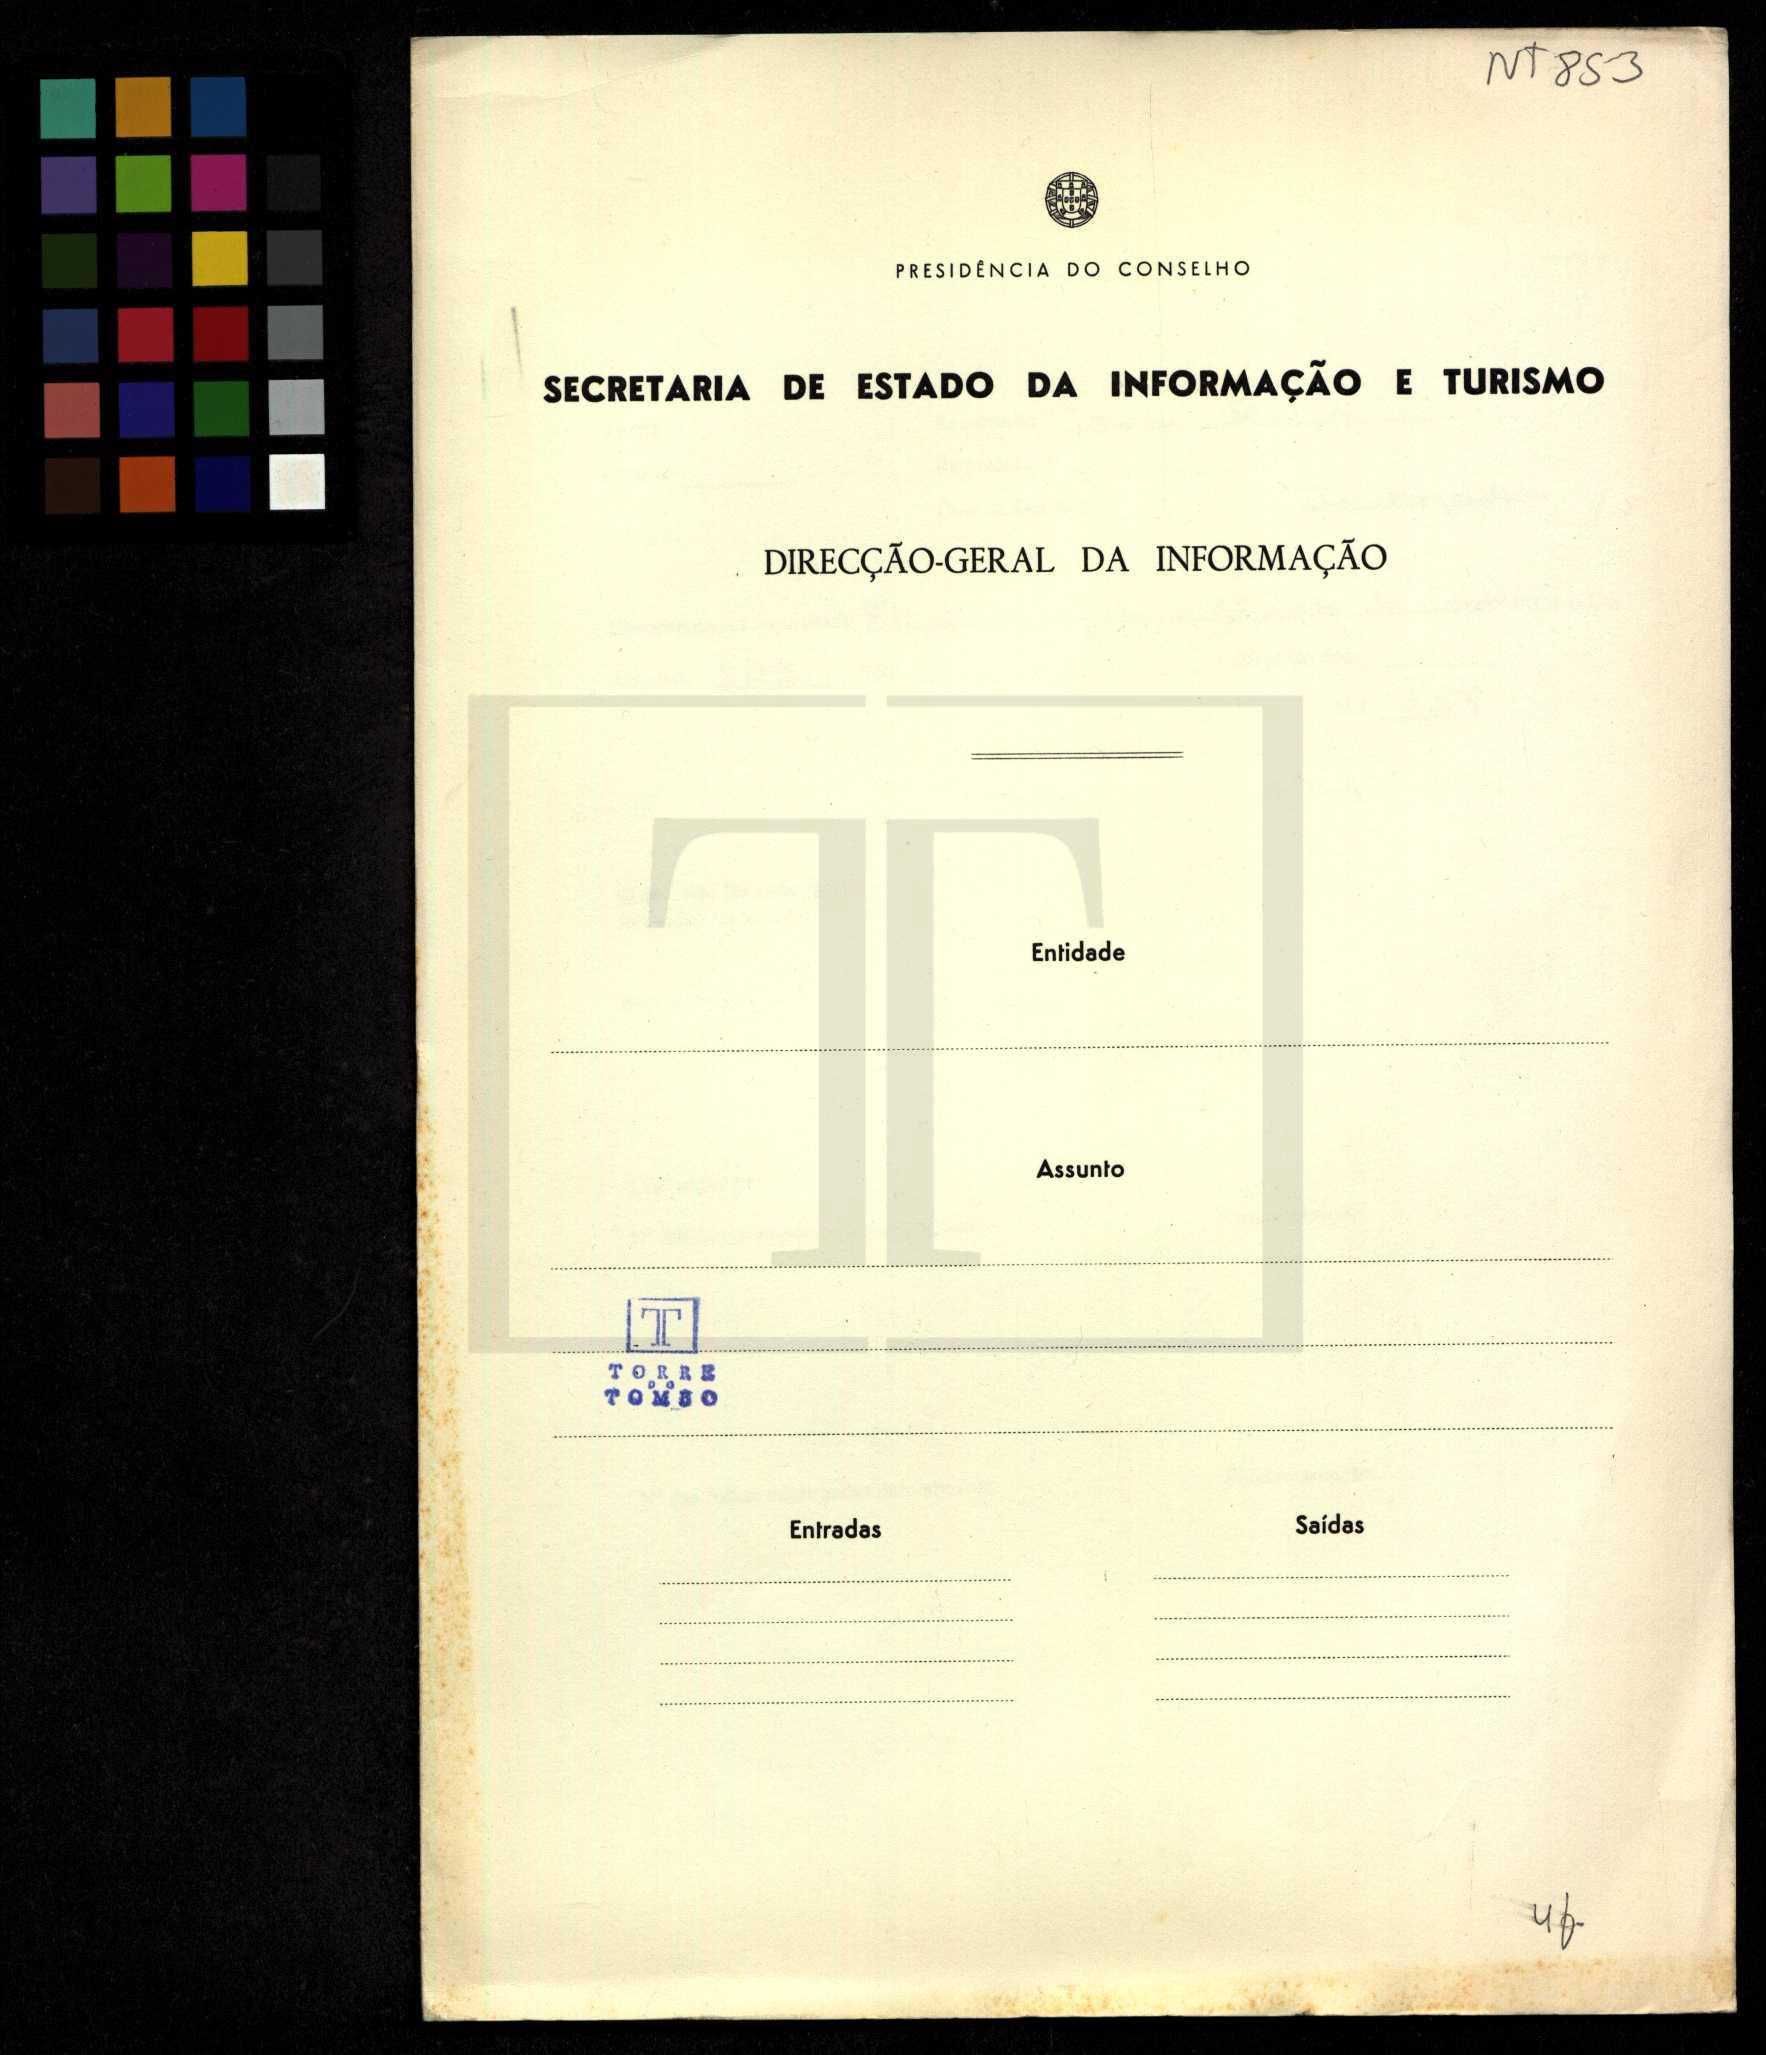 NT 853
PRESIDÊNCIA DO CONSELHO
SECRETARIA DE ESTADO DA INFORMAÇÃO E TURISMO
DIRECÇÃO-GERAL DA INFORMAÇÃO
Entidade
Assunto
TT
TORRE
DO
TOMBO
Entradas Saídas
4f.